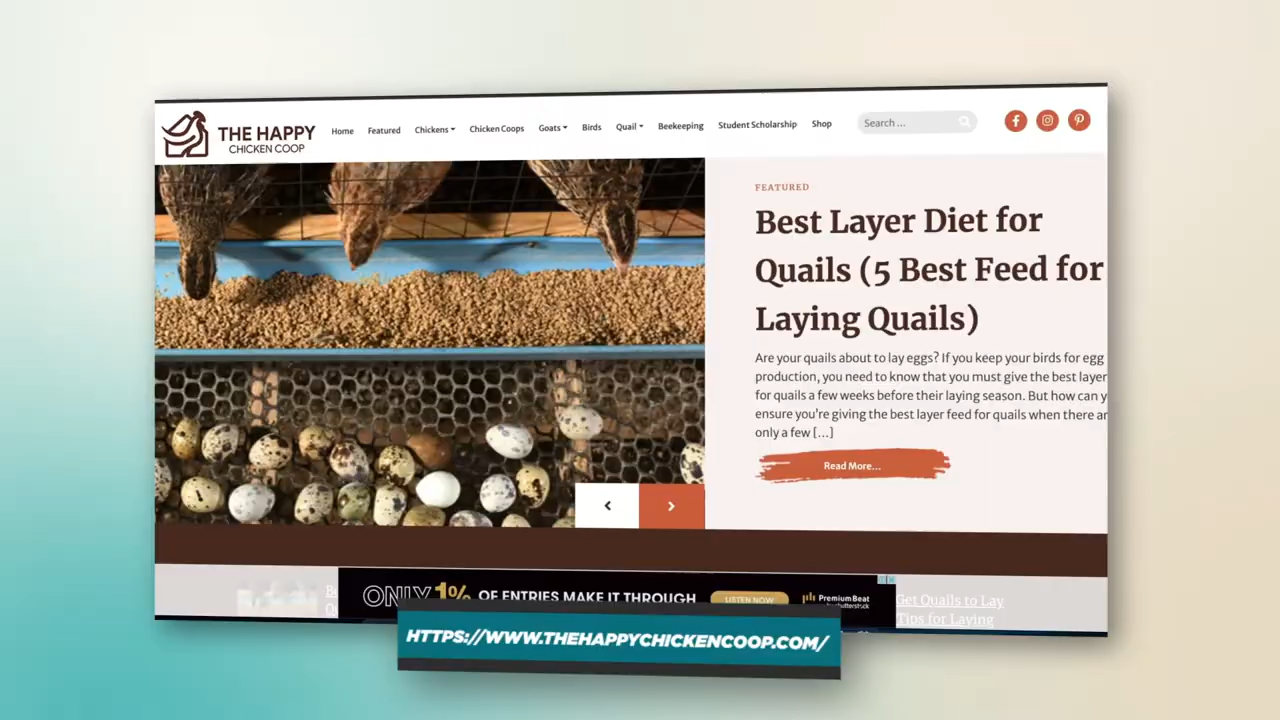 THE HAPPY
CHICKEN COOP
Home Featured Chickens Chicken Coops Goats Birds Quail Beekeeping Student Scholarship Shop
Search ...
FEATURED
Best Layer Diet for
Quails (5 Best Feed for
Laying Quails)
Are your quails about to lay eggs? If you keep your birds for egg
production, you need to know that you must give the best layer
for quails a few weeks before their laying season. But how can y
ensure you're giving the best layer feed for quails when there ar
only a few [...]
Read More...
ONLY 1% OF ENTRIES MAKE IT THROUGH
LISTEN NOW
PremiumBeat
by shutterstock
Get Quails to Lay
Tips for Laying
HTTPS://WWW.THEHAPPYCHICKENCOOP.COM/